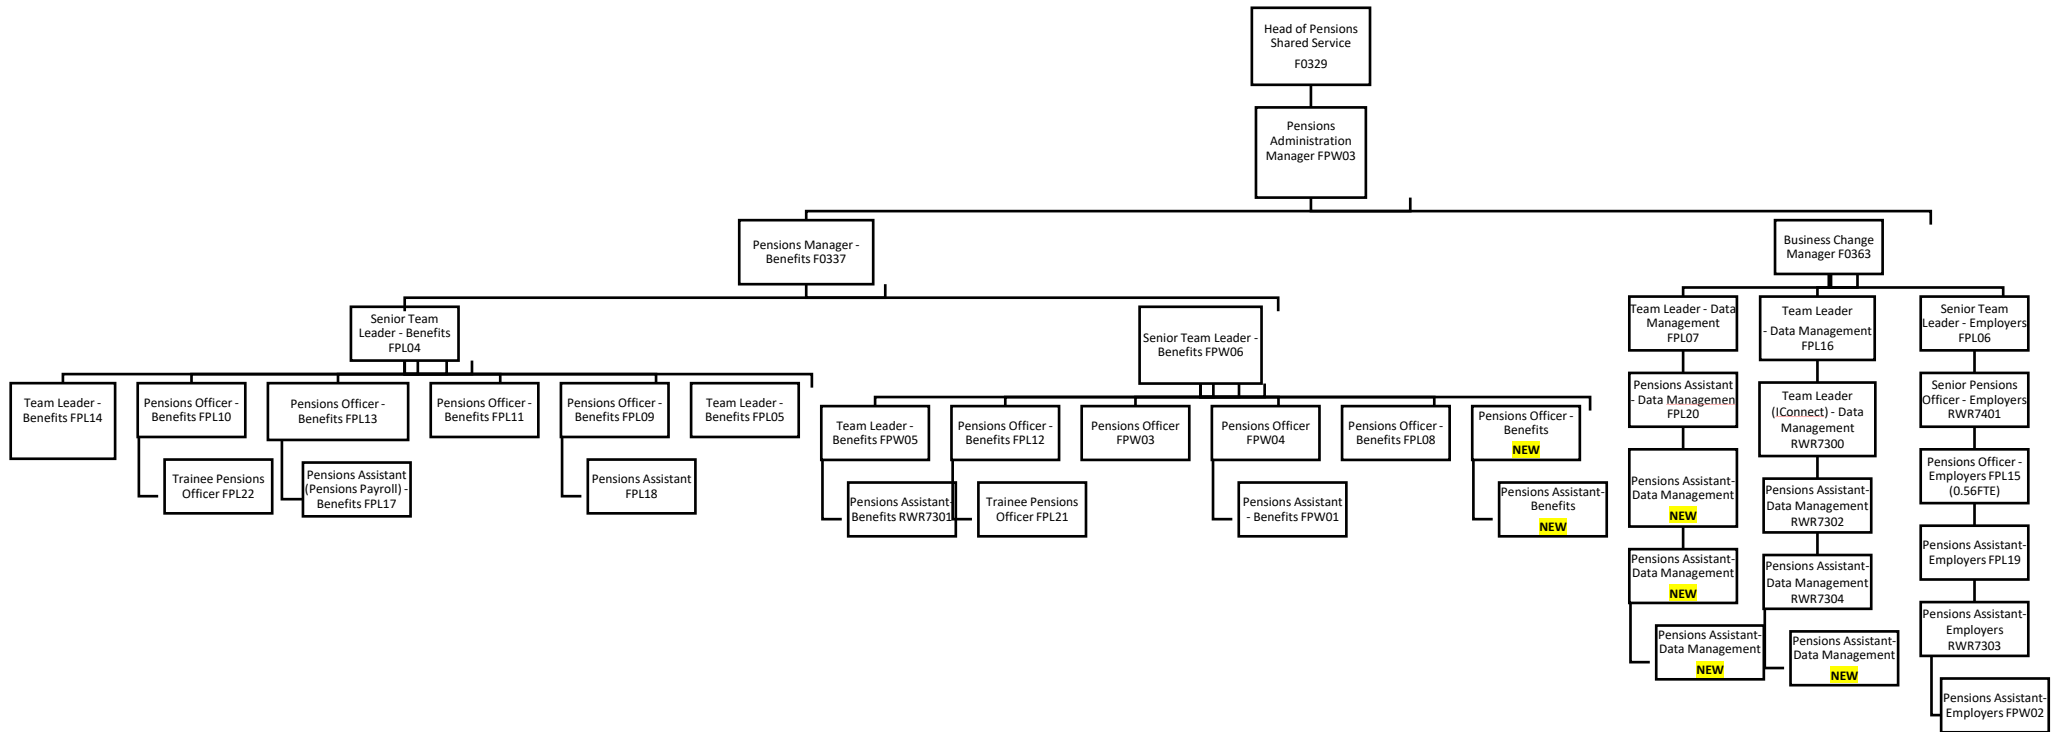 Head of Pensions
Shared Service
F0329
Pensions
Administration
Manager FPW03
Pensions Manager -
Benefits F0337
Business Change
Manager F0363
Senior Team
Leader - Benefits
FPL04
Senior Team Leader -
Benefits FPW06
Team Leader - Data
Management
FPL07
Team Leader
- Data Management
FPL16
Senior Team
Leader - Employers
FPL06
Team Leader -
Benefits FPL14
Pensions Officer -
Benefits FPL10
Pensions Officer -
Benefits FPL13
Pensions Officer -
Benefits FPL11
Pensions Officer -
Benefits FPL09
Team Leader -
Benefits FPL05
Team Leader -
Benefits FPW05
Pensions Officer -
Benefits FPL12
Pensions Officer
FPW03
Pensions Officer
FPW04
Pensions Officer -
Benefits FPL08
Pensions Officer -
Benefits
NEW
Pensions Assistant
- Data Managemen
FPL20
Team Leader
(IConnect) - Data
Management
RWR7300
Senior Pensions
Officer - Employers
RWR7401
Trainee Pensions
Officer FPL22
Pensions Assistant
(Pensions Payroll) -
Benefits FPL17
Pensions Assistant
FPL18
Pensions Assistant-
Benefits RWR7301
Trainee Pensions
Officer FPL21
Pensions Assistant
- Benefits FPW01
Pensions Assistant-
Benefits
NEW
Pensions Assistant-
Data Management
NEW
Pensions Assistant-
Data Management
RWR7302
Pensions Officer -
Employers FPL15
(0.56FTE)
Pensions Assistant-
Data Management
NEW
Pensions Assistant-
Data Management
RWR7304
Pensions Assistant-
Employers FPL19
Pensions Assistant-
Data Management
NEW
Pensions Assistant-
Data Management
NEW
Pensions Assistant-
Employers
RWR7303
Pensions Assistant-
Employers FPW02